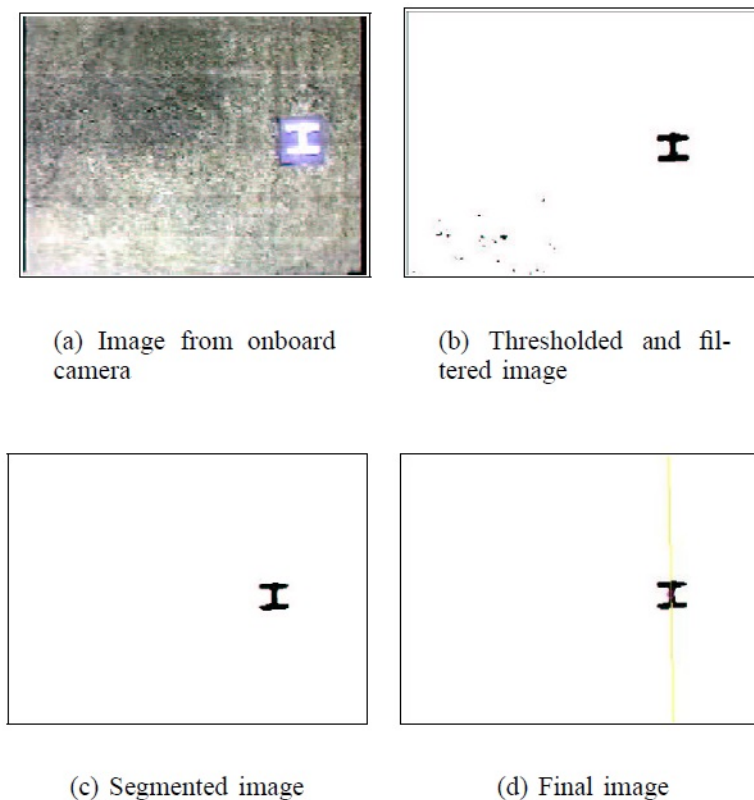 (a) Image from onboard
camera
(b) Thresholded and fil-
tered image
(c) Segmented image
(d) Final image